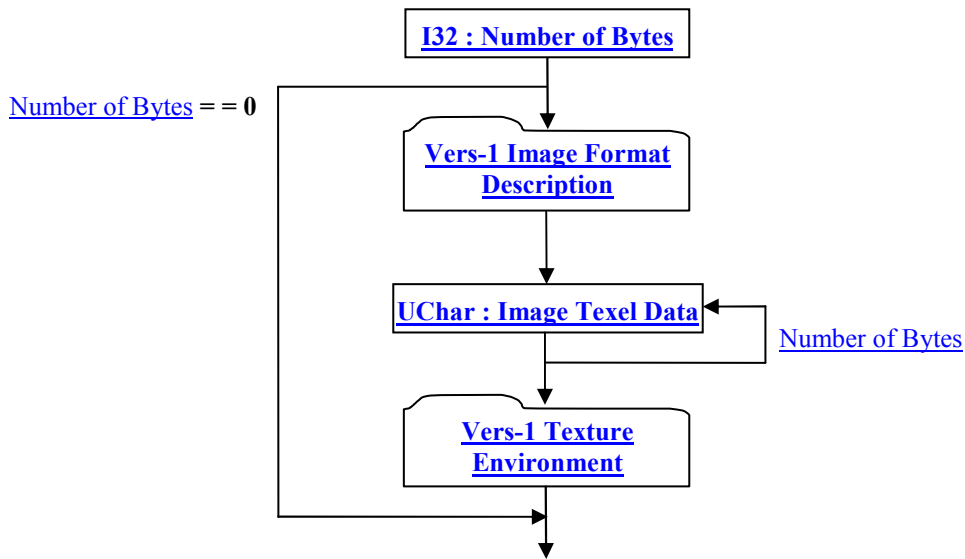 I32 : Number of Bytes
Number of Bytes = = 0
Vers-1 Image Format
Description
UChar : Image Texel Data
Number of Bytes
Vers-1 Texture
Environment